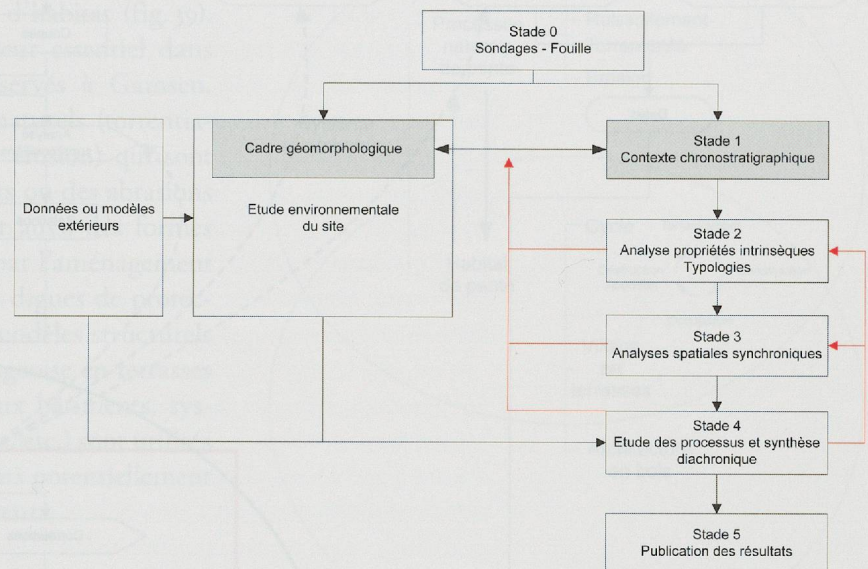 Stade 0
Sondages - Fouille
Cadre géomorphologique
Stade 1
Contexte chronostratigraphique
Données ou modèles
extérieurs
Etude environnementale
du site
Stade 2
Analyse propriétés intrinsèques
Typologies
Stade 3
Analyses spatiales synchroniques
Stade 4
Etude des processus et synthèse
diachronique
Stade 5
Publication des résultats